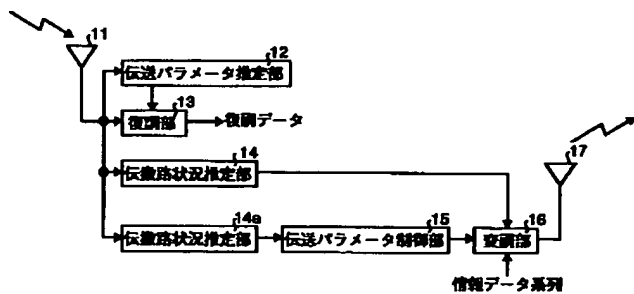 11
12
伝送パラメータ推定部
13
復調部
復調データ
14
伝搬路状況推定部
14a
伝搬路状況推定部
15
伝送パラメータ制御部
16
変調部
17
情報データ系列